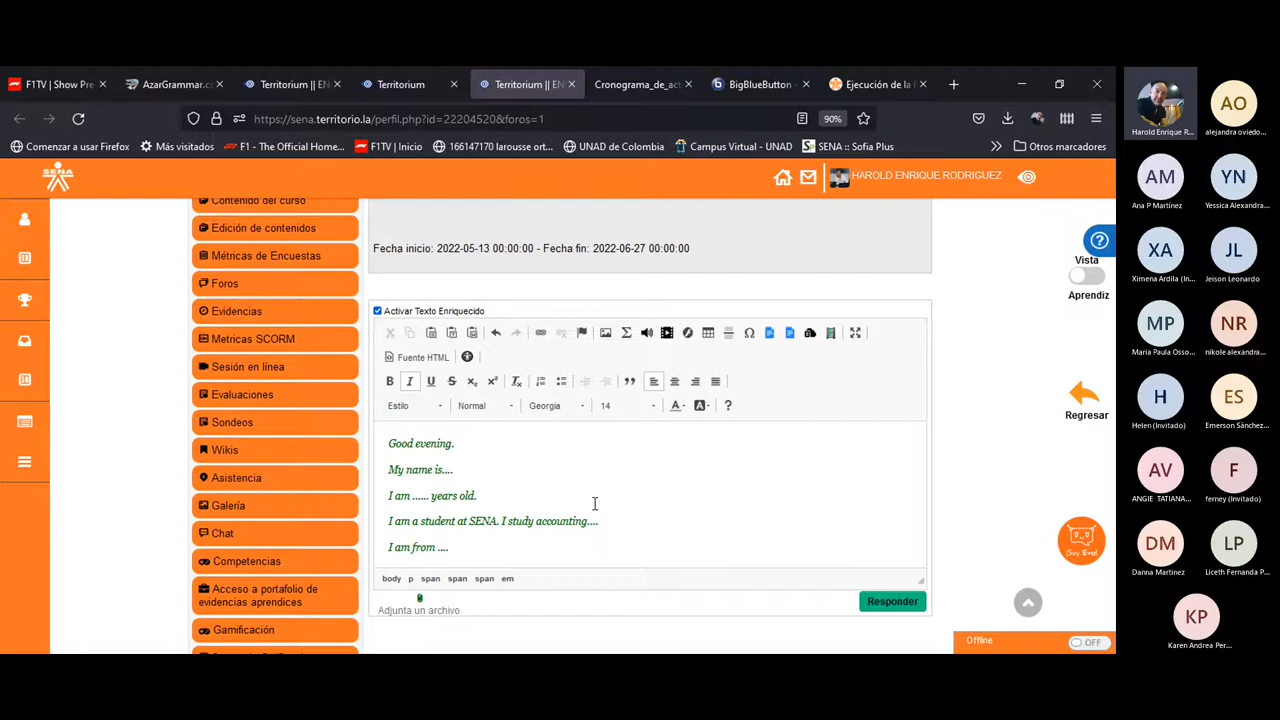 F1TV | Show Pre
AzarGrammar.c
Territorium || EN
Territorium
Territorium || EN
Cronograma_de_act
BigBlueButton -
Ejecución de la f
https://sena.territorio.la/perfil.php?id=22204520&foros=1
90%
Comenzar a usar Firefox
Más visitados
F1 - The Official Home...
F1TV | Inicio
166147170 larousse ort...
UNAD de Colombia
Campus Virtual - UNAD
SENA :: Sofia Plus
Otros marcadores
SENA
HAROLD ENRIQUE RODRIGUEZ
Contenido del curso
Edición de contenidos
Métricas de Encuestas
Foros
Evidencias
Metricas SCORM
Sesión en línea
Evaluaciones
Sondeos
Wikis
Asistencia
Galería
Chat
Competencias
Acceso a portafolio de
evidencias aprendices
Gamificación
Fecha inicio: 2022-05-13 00:00:00 - Fecha fin: 2022-06-27 00:00:00
Activar Texto Enriquecido
Fuente HTML
Estilo
Normal
Georgia
14
Good evening.
My name is....
I am ...... years old.
I am a student at SENA. I study accounting....
I am from ....
body p span span span em
Adjunta un archivo
Responder
Vista
Aprendiz
Regresar
¡Soy Eva!
Offline
OFF
Harold Enrique R...
AO
alejandra oviedo...
AM
Ana P Martínez
YN
Yessica Alexandra...
XA
Ximena Ardila (In...
JL
Jeison Leonardo
MP
Maria Paula Osso...
NR
nikole alexandra...
H
Helen (Invitado)
ES
Emerson Sánchez...
AV
ANGIE TATIANA...
F
ferney (Invitado)
DM
Danna Martinez
LP
Liceth Fernanda P...
KP
Karen Andrea Per...